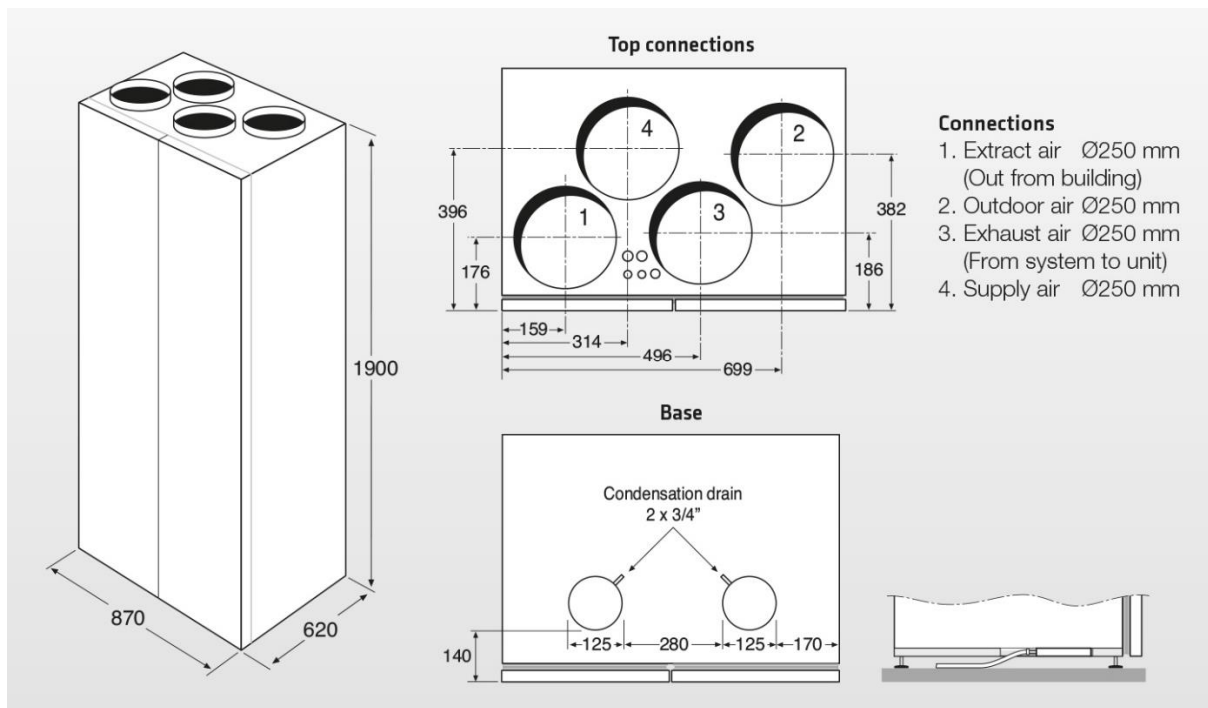 1900
870
620
Top connections
4
2
1
3
396
176
382
186
159
314
496
699
Connections
1. Extract air Ø250 mm
(Out from building)
2. Outdoor air Ø250 mm
3. Exhaust air Ø250 mm
(From system to unit)
4. Supply air Ø250 mm
Base
Condensation drain
2 x 3/4”
140
125
280
125
170